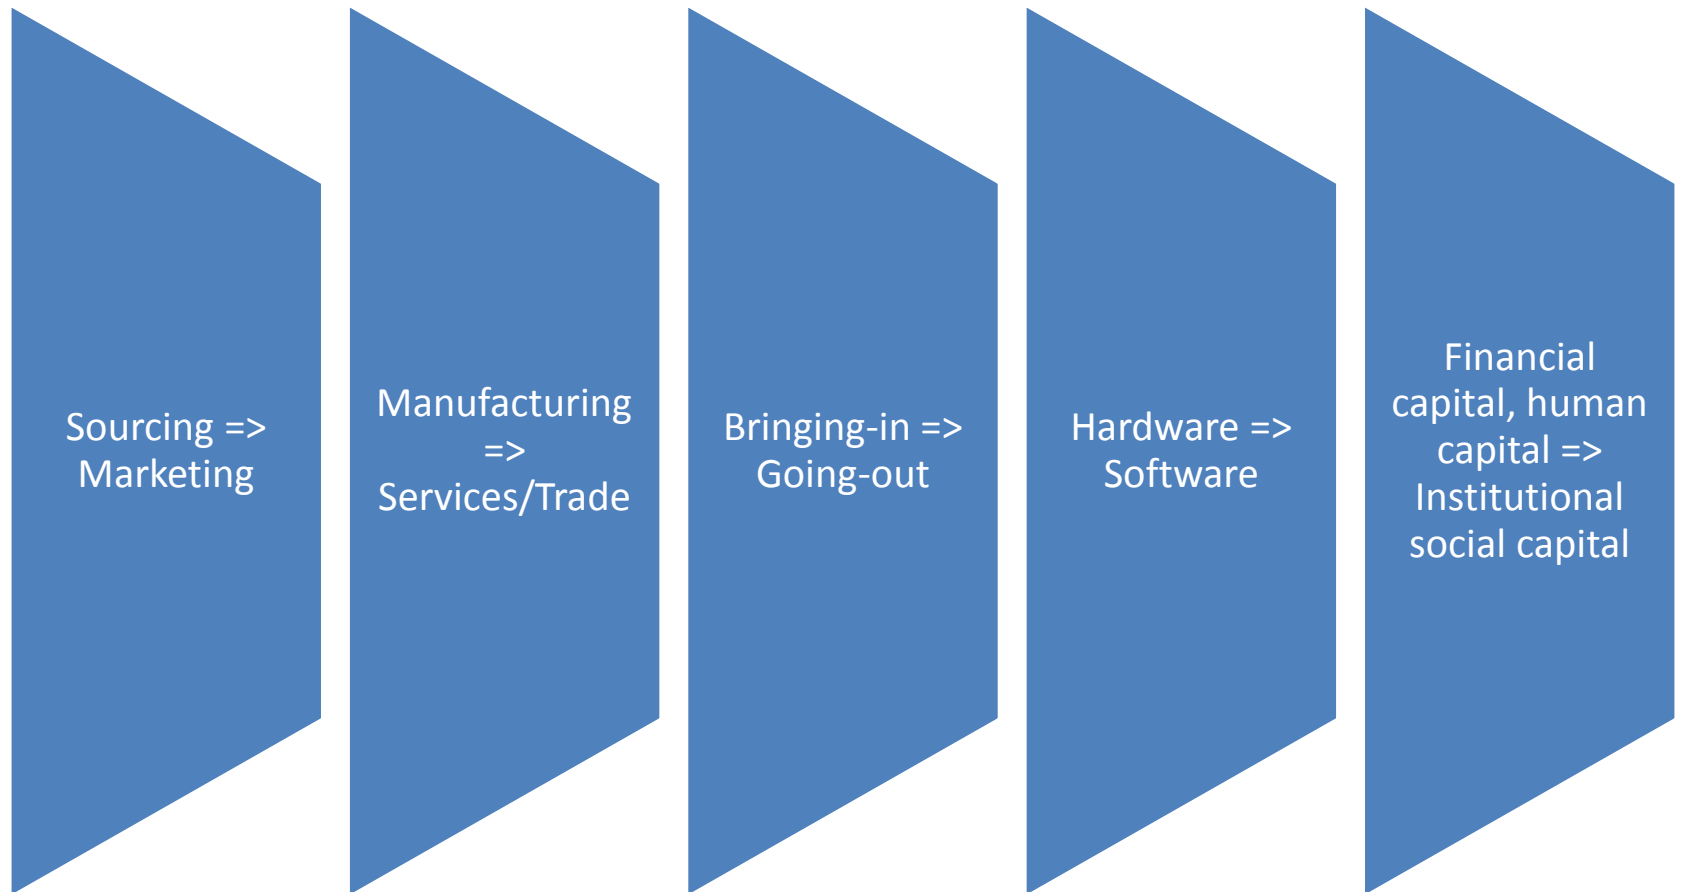 Sourcing =>
Marketing
Manufacturing
=>
Services/Trade
Bringing-in =>
Going-out
Hardware =>
Software
Financial
capital, human
capital =>
Institutional
social capital